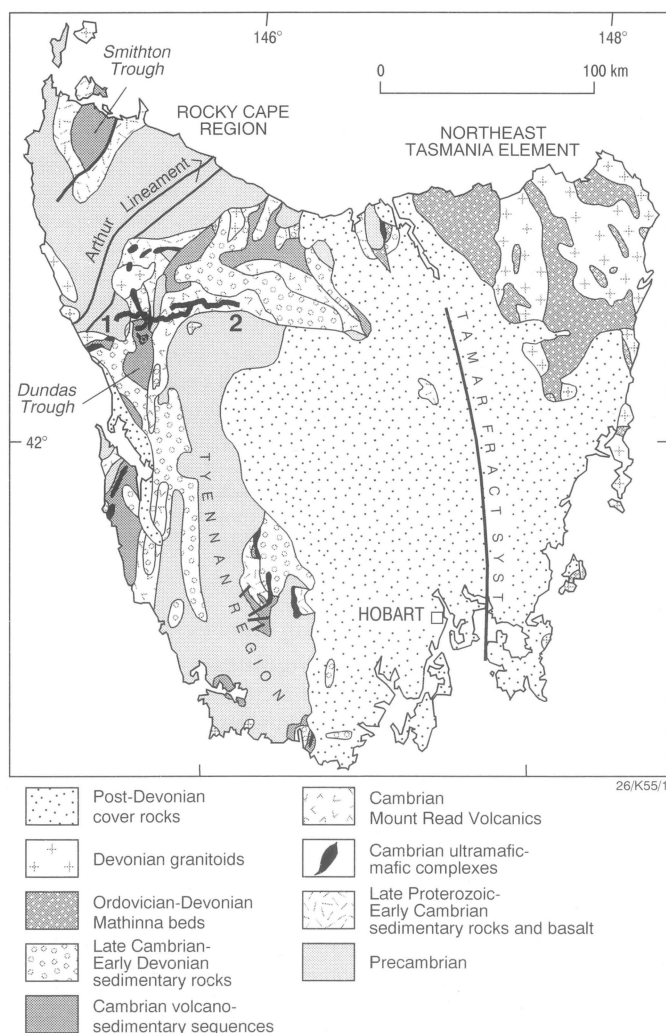 146°
148°
Smithton
Trough
0 100 km
ROCKY CAPE
REGION
NORTHEAST
TASMANIA ELEMENT
Arthur Lineament
1
2
Dundas
Trough
42°
TAMAR FRACT SYST
TYENNAN REGION
HOBART
26/K55/1
Post-Devonian
cover rocks
Devonian granitoids
Ordovician-Devonian
Mathinna beds
Late Cambrian-
Early Devonian
sedimentary rocks
Cambrian volcano-
sedimentary sequences
Cambrian
Mount Read Volcanics
Cambrian ultramafic-
mafic complexes
Late Proterozoic-
Early Cambrian
sedimentary rocks and basalt
Precambrian